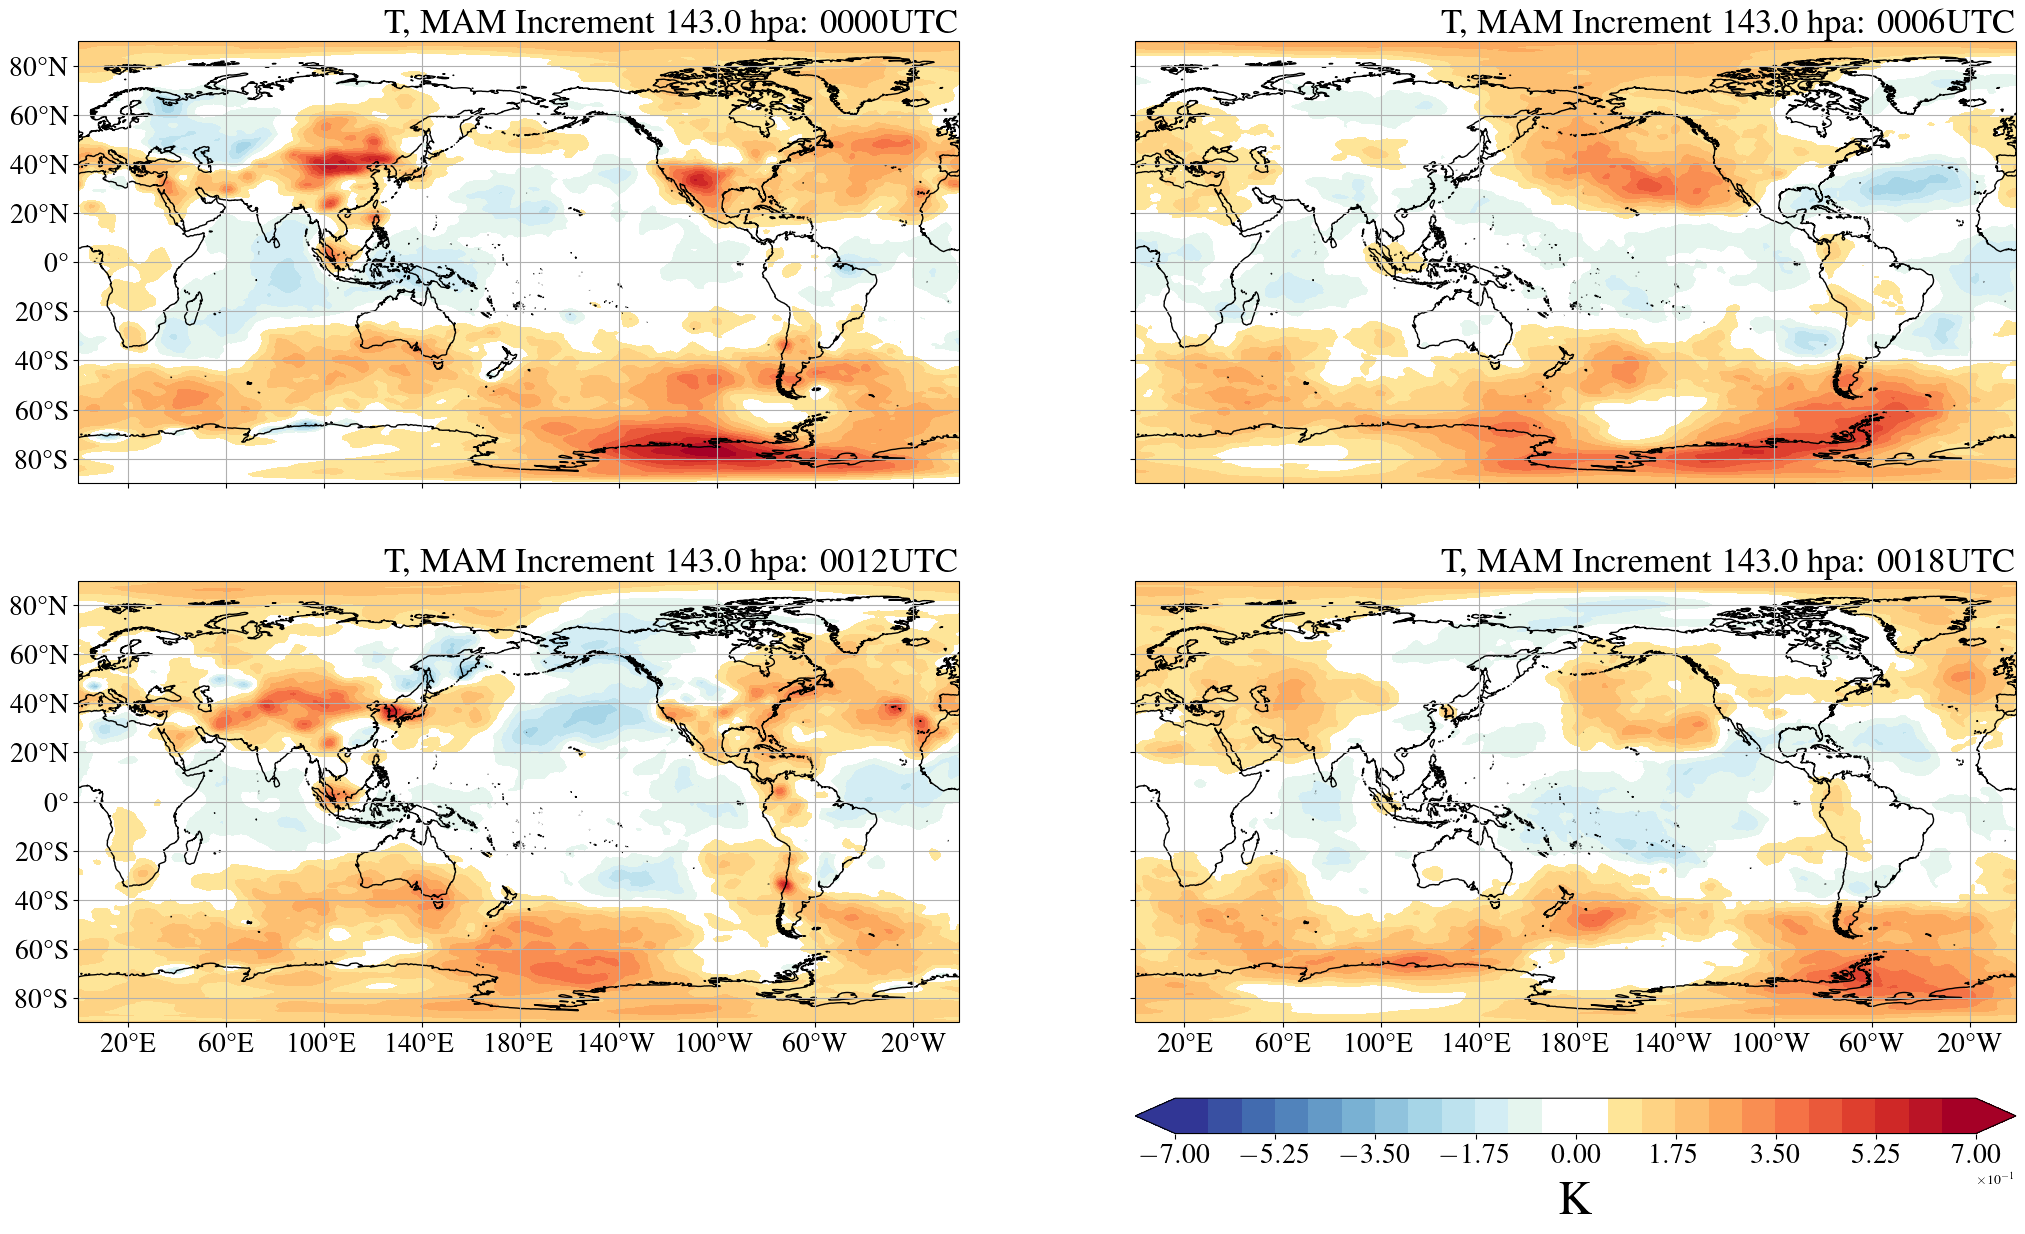 T, MAM Increment 143.0 hpa: 0000UTC
T, MAM Increment 143.0 hpa: 0006UTC
80°N
60°N
40°N
20°N
0°
20°S
40°S
60°S
80°S
T, MAM Increment 143.0 hpa: 0012UTC
T, MAM Increment 143.0 hpa: 0018UTC
80°N
60°N
40°N
20°N
0°
20°S
40°S
60°S
80°S
20°E 60°E 100°E 140°E 180°E 140°W 100°W 60°W 20°W
20°E 60°E 100°E 140°E 180°E 140°W 100°W 60°W 20°W
−7.00 −5.25 −3.50 −1.75 0.00 1.75 3.50 5.25 7.00
×10⁻¹
K